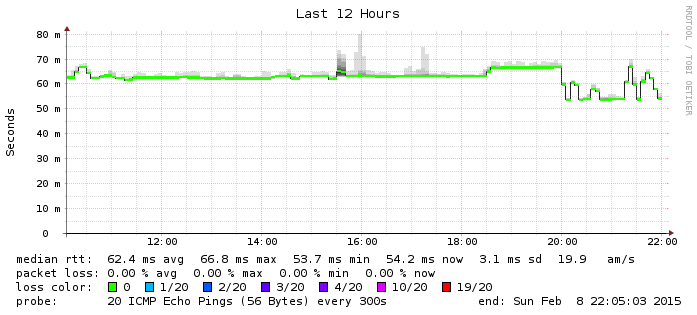 Last 12 Hours
RRDTOOL / TOBI OETIKER
Seconds
80 m
70 m
60 m
50 m
40 m
30 m
20 m
10 m
0
12:00 14:00 16:00 18:00 20:00 22:00
median rtt: 62.4 ms avg 66.8 ms max 53.7 ms min 54.2 ms now 3.1 ms sd 19.9 am/s
packet loss: 0.00 % avg 0.00 % max 0.00 % min 0.00 % now
loss color: 0 1/20 2/20 3/20 4/20 10/20 19/20
probe: 20 ICMP Echo Pings (56 Bytes) every 300s end: Sun Feb 8 22:05:03 2015